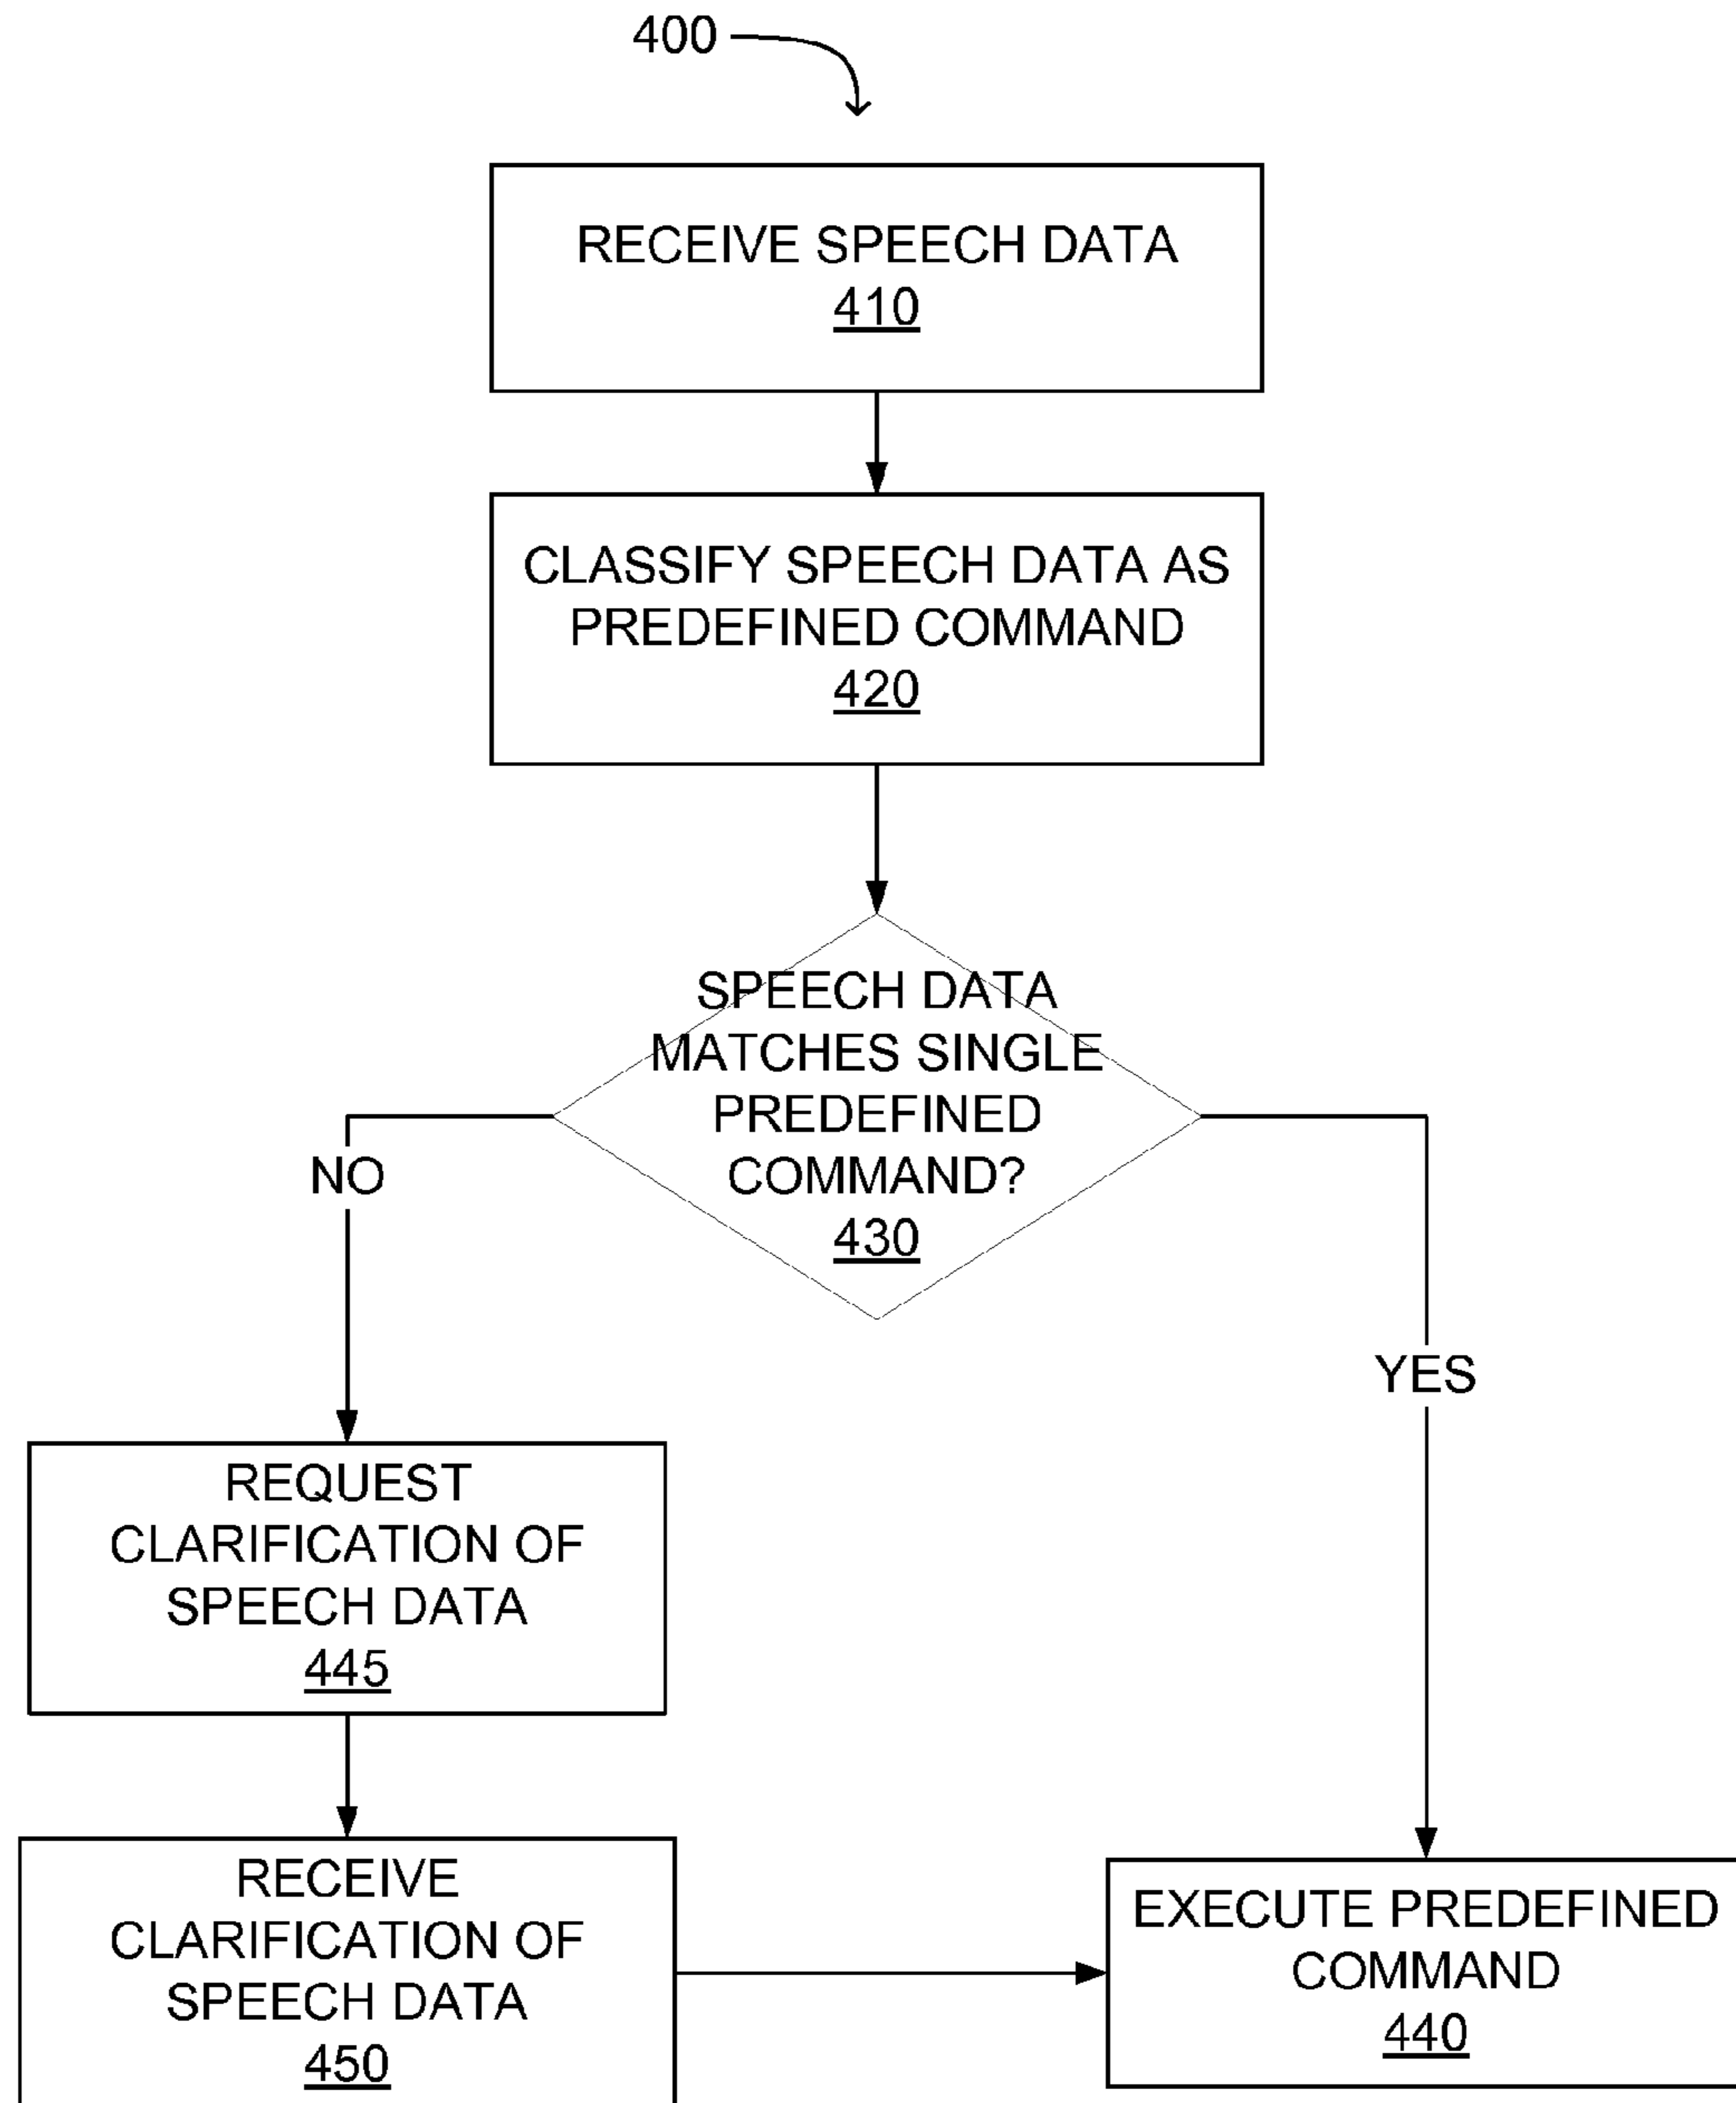 400
RECEIVE SPEECH DATA
410
CLASSIFY SPEECH DATA AS
PREDEFINED COMMAND
420
SPEECH DATA
MATCHES SINGLE
PREDEFINED
COMMAND?
430
NO
YES
REQUEST
CLARIFICATION OF
SPEECH DATA
445
RECEIVE
CLARIFICATION OF
SPEECH DATA
450
EXECUTE PREDEFINED
COMMAND
440